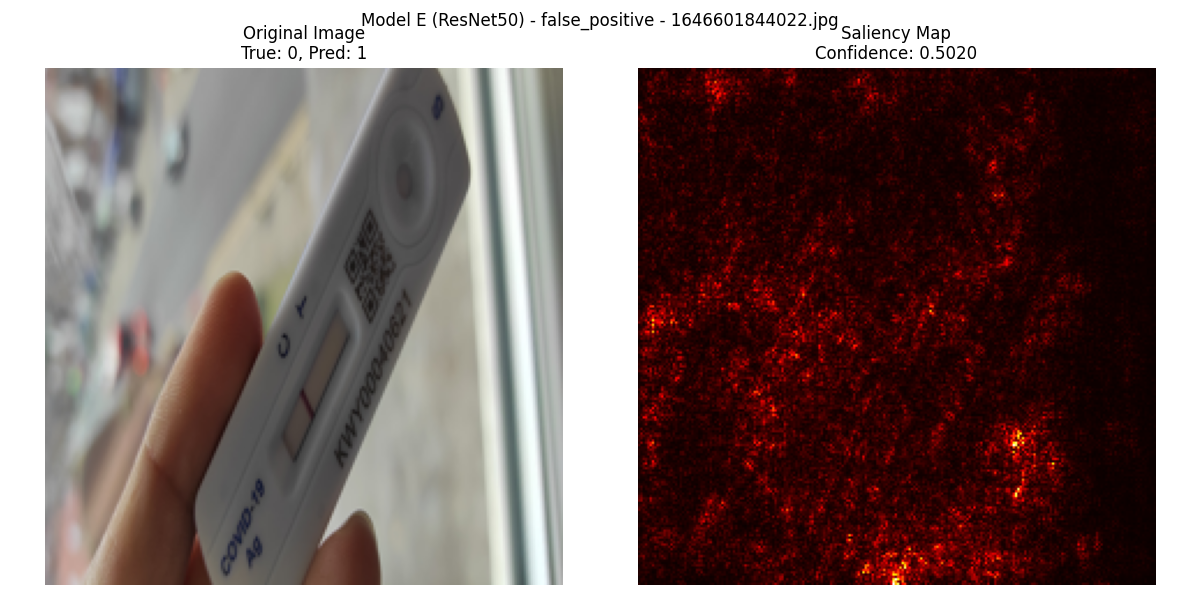 Model E (ResNet50) - false_positive - 1646601844022.jpg
Original Image
True: 0, Pred: 1
Saliency Map
Confidence: 0.5020
S
T
C
KWY00040621
COVID-19
Ag